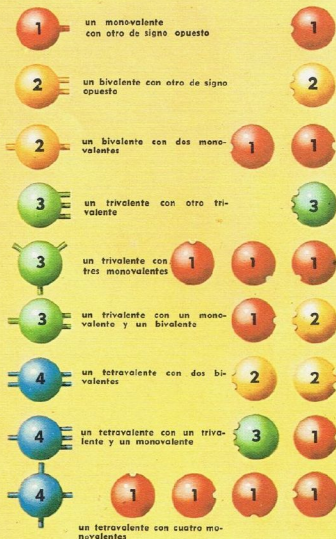 1
un monovalente
con otro de signo opuesto
1
2
un bivalente con otro de signo
opuesto
2
2
un bivalente con dos mono-
valentes
1 1
3
un trivalente con otro tri-
valente
3
3
un trivalente con
tres monovalentes
1 1 1
3
un trivalente con un mono-
valente y un bivalente
1 2
4
un tetravalente con dos bi-
valentes
2 2
4
un tetravalente con un triva-
lente y un monovalente
3 1
4
1 1 1 1
un tetravalente con cuatro mo-
novalentes